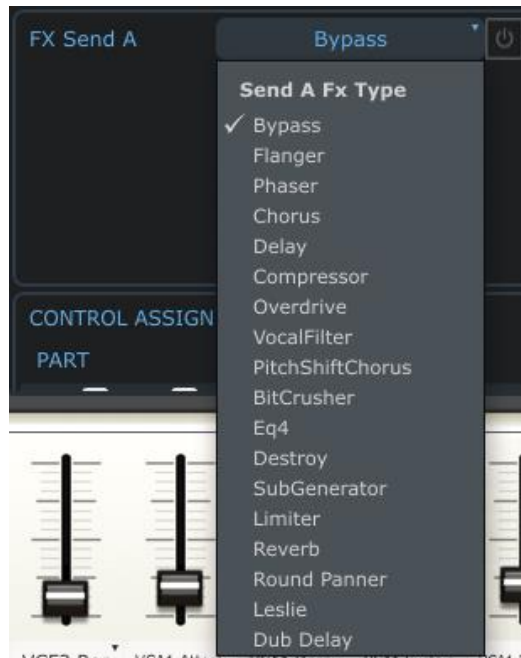 FX Send A
Bypass
Send A Fx Type
Bypass
Flanger
Phaser
Chorus
Delay
Compressor
Overdrive
VocalFilter
PitchShiftChorus
BitCrusher
Eq4
Destroy
SubGenerator
Limiter
Reverb
Round Panner
Leslie
Dub Delay
CONTROL ASSIGN
PART